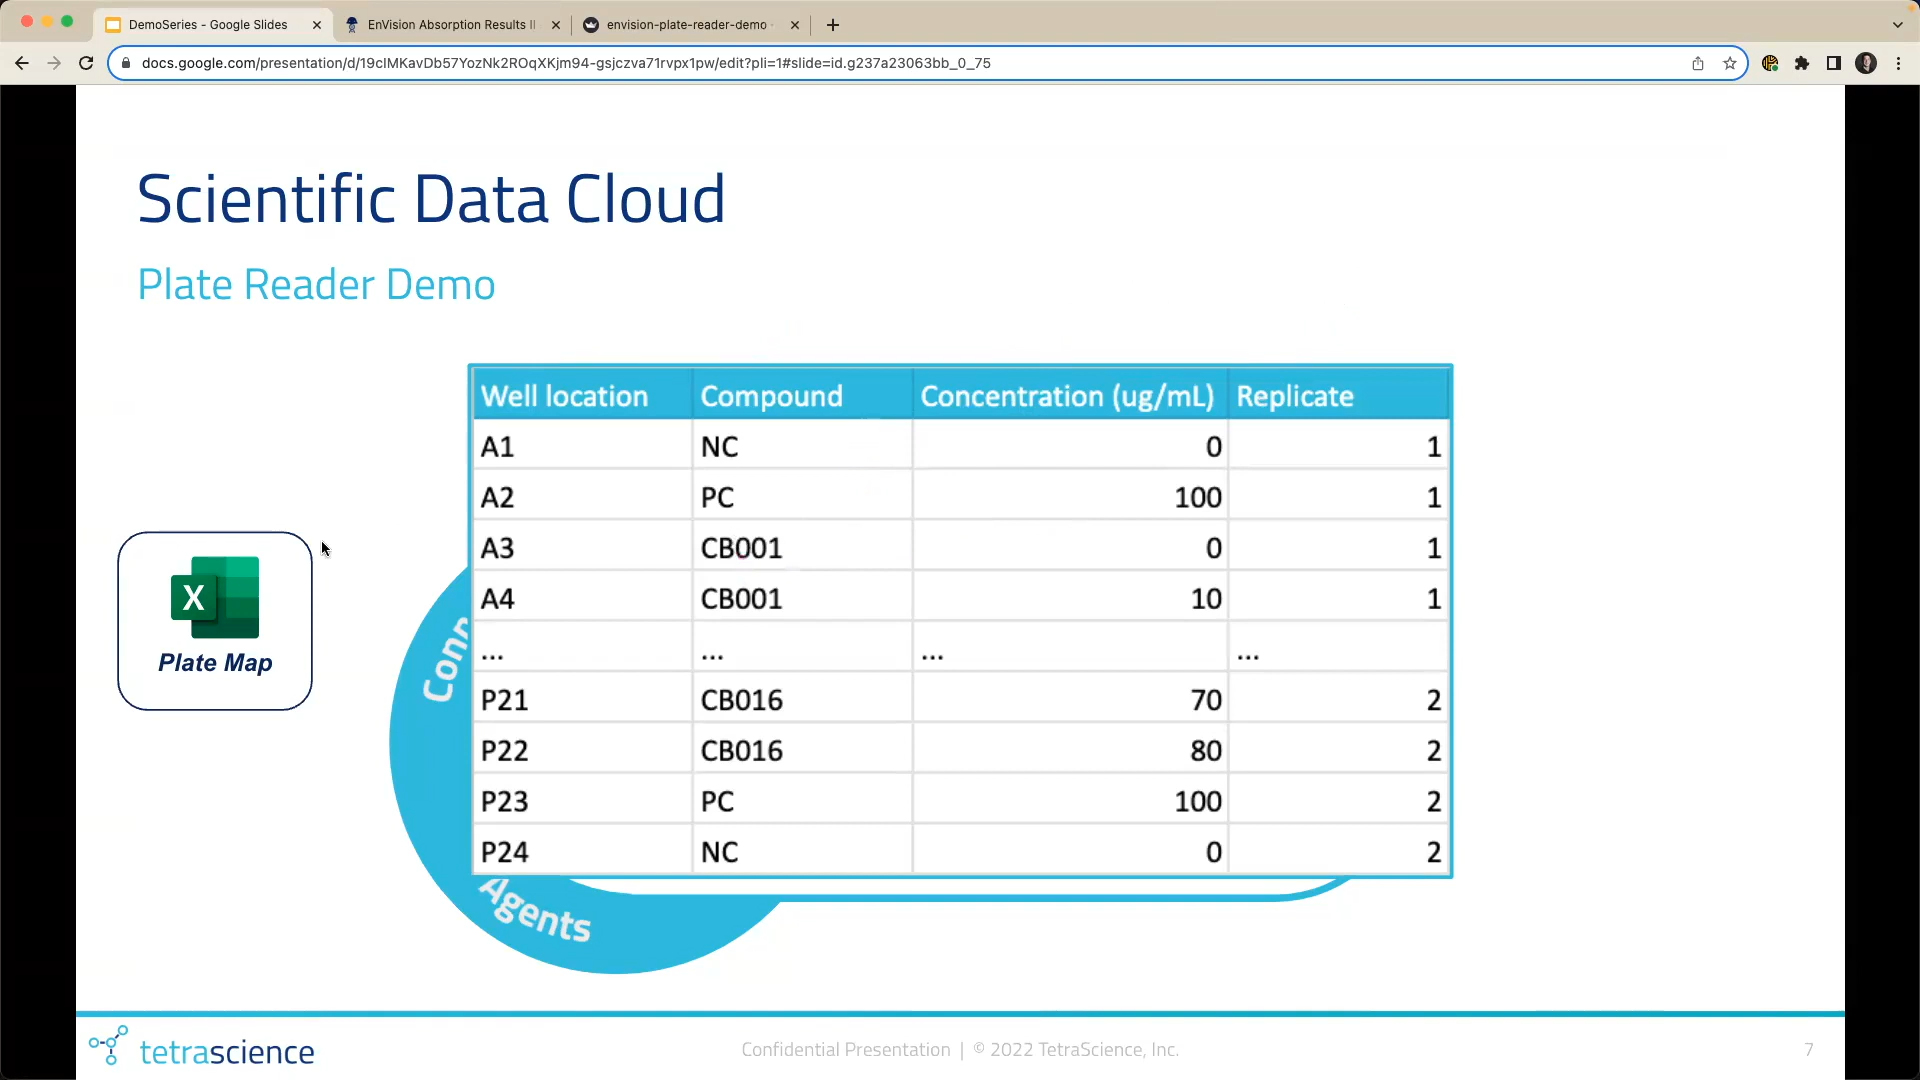 DemoSeries - Google Slides
EnVision Absorption Results II
envision-plate-reader-demo
docs.google.com/presentation/d/19clMKavDb57YozNk2ROqXKjm94-gsjczva71rvpx1pw/edit?pli=1#slide=id.g237a23063bb_0_75
Scientific Data Cloud
Plate Reader Demo
Well location Compound Concentration (ug/mL) Replicate
A1 NC 0 1
A2 PC 100 1
A3 CB001 0 1
A4 CB001 10 1
... ... ... ...
P21 CB016 70 2
P22 CB016 80 2
P23 PC 100 2
P24 NC 0 2
X
Plate Map
Agents
tetrascience
Confidential Presentation | © 2022 TetraScience, Inc.
7